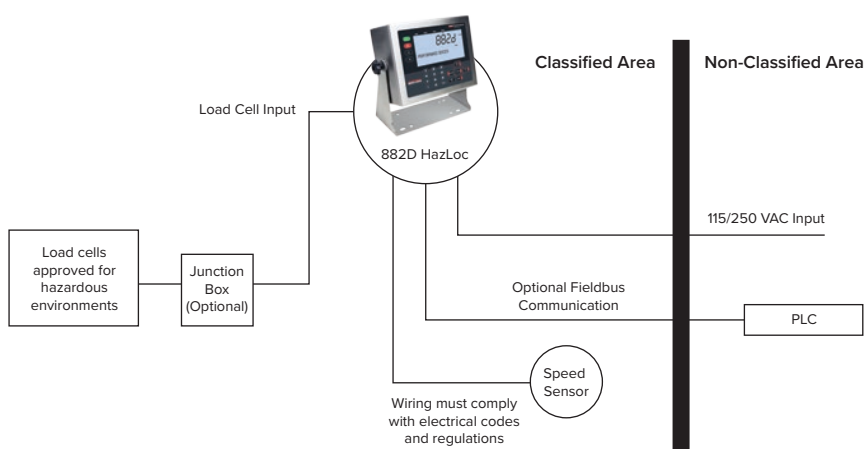 882d
Classified Area
Non-Classified Area
Load Cell Input
882D HazLoc
115/250 VAC Input
Load cells
approved for
hazardous
environments
Junction
Box
(Optional)
Optional Fieldbus
Communication
PLC
Speed
Sensor
Wiring must comply
with electrical codes
and regulations